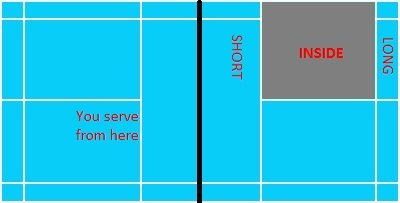 You serve
from here
SHORT
INSIDE
LONG